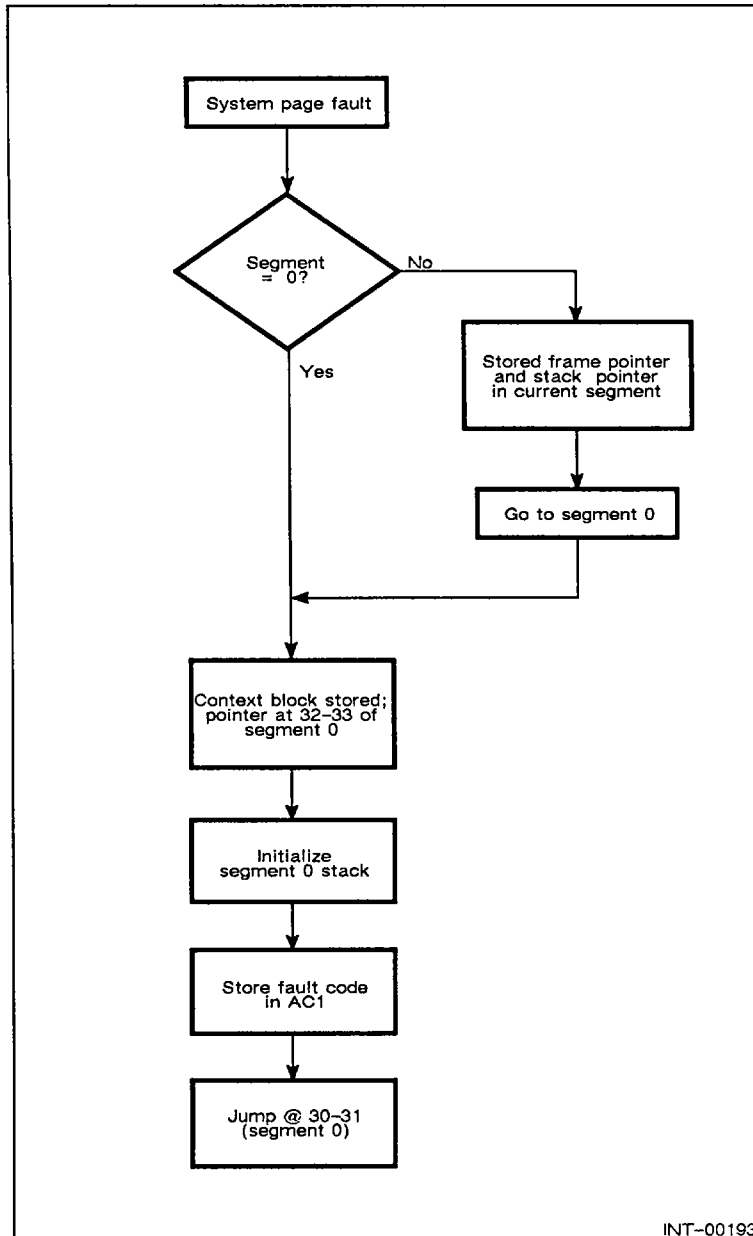 System page fault
Segment
= 0?
No
Yes
Stored frame pointer
and stack pointer
in current segment
Go to segment 0
Context block stored;
pointer at 32–33 of
segment 0
Initialize
segment 0 stack
Store fault code
in AC1
Jump @ 30–31
(segment 0)
INT–00193